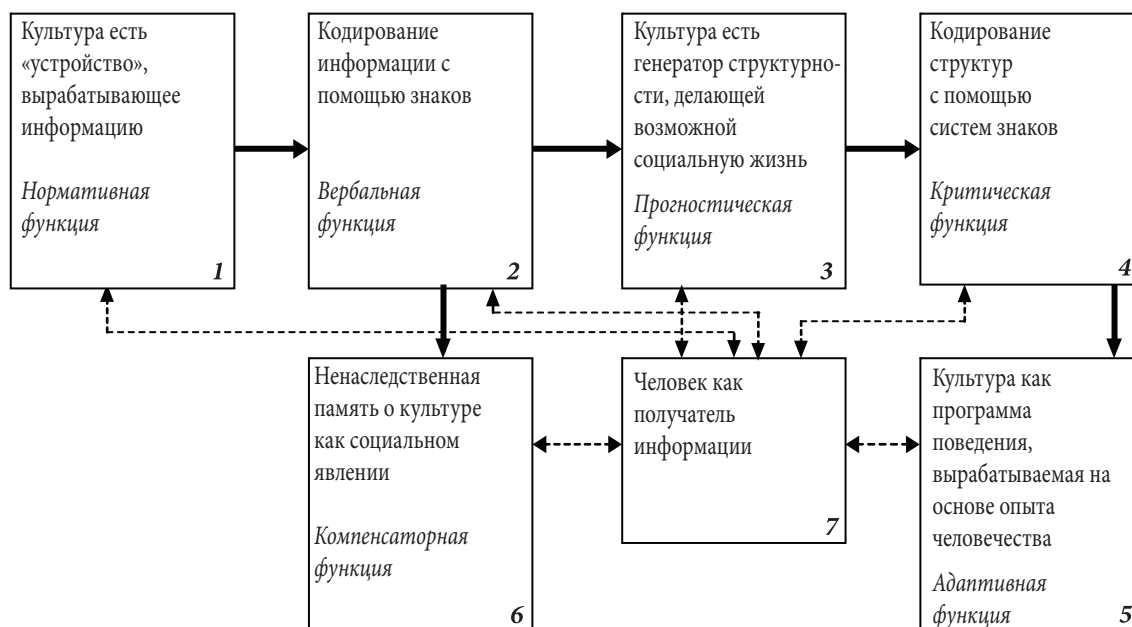 Культура есть
«устройство»,
вырабатывающее
информацию
Нормативная
функция
1
Кодирование
информации с
помощью знаков
Вербальная
функция
2
Культура есть
генератор структурно-
сти, делающей
возможной
социальную жизнь
Прогностическая
функция
3
Кодирование
структур
с помощью
систем знаков
Критическая
функция
4
Ненаследственная
память о культуре
как социальном
явлении
Компенсаторная
функция
6
Человек как
получатель
информации
7
Культура как
программа
поведения,
вырабатываемая на
основе опыта
человечества
Адаптивная
функция
5